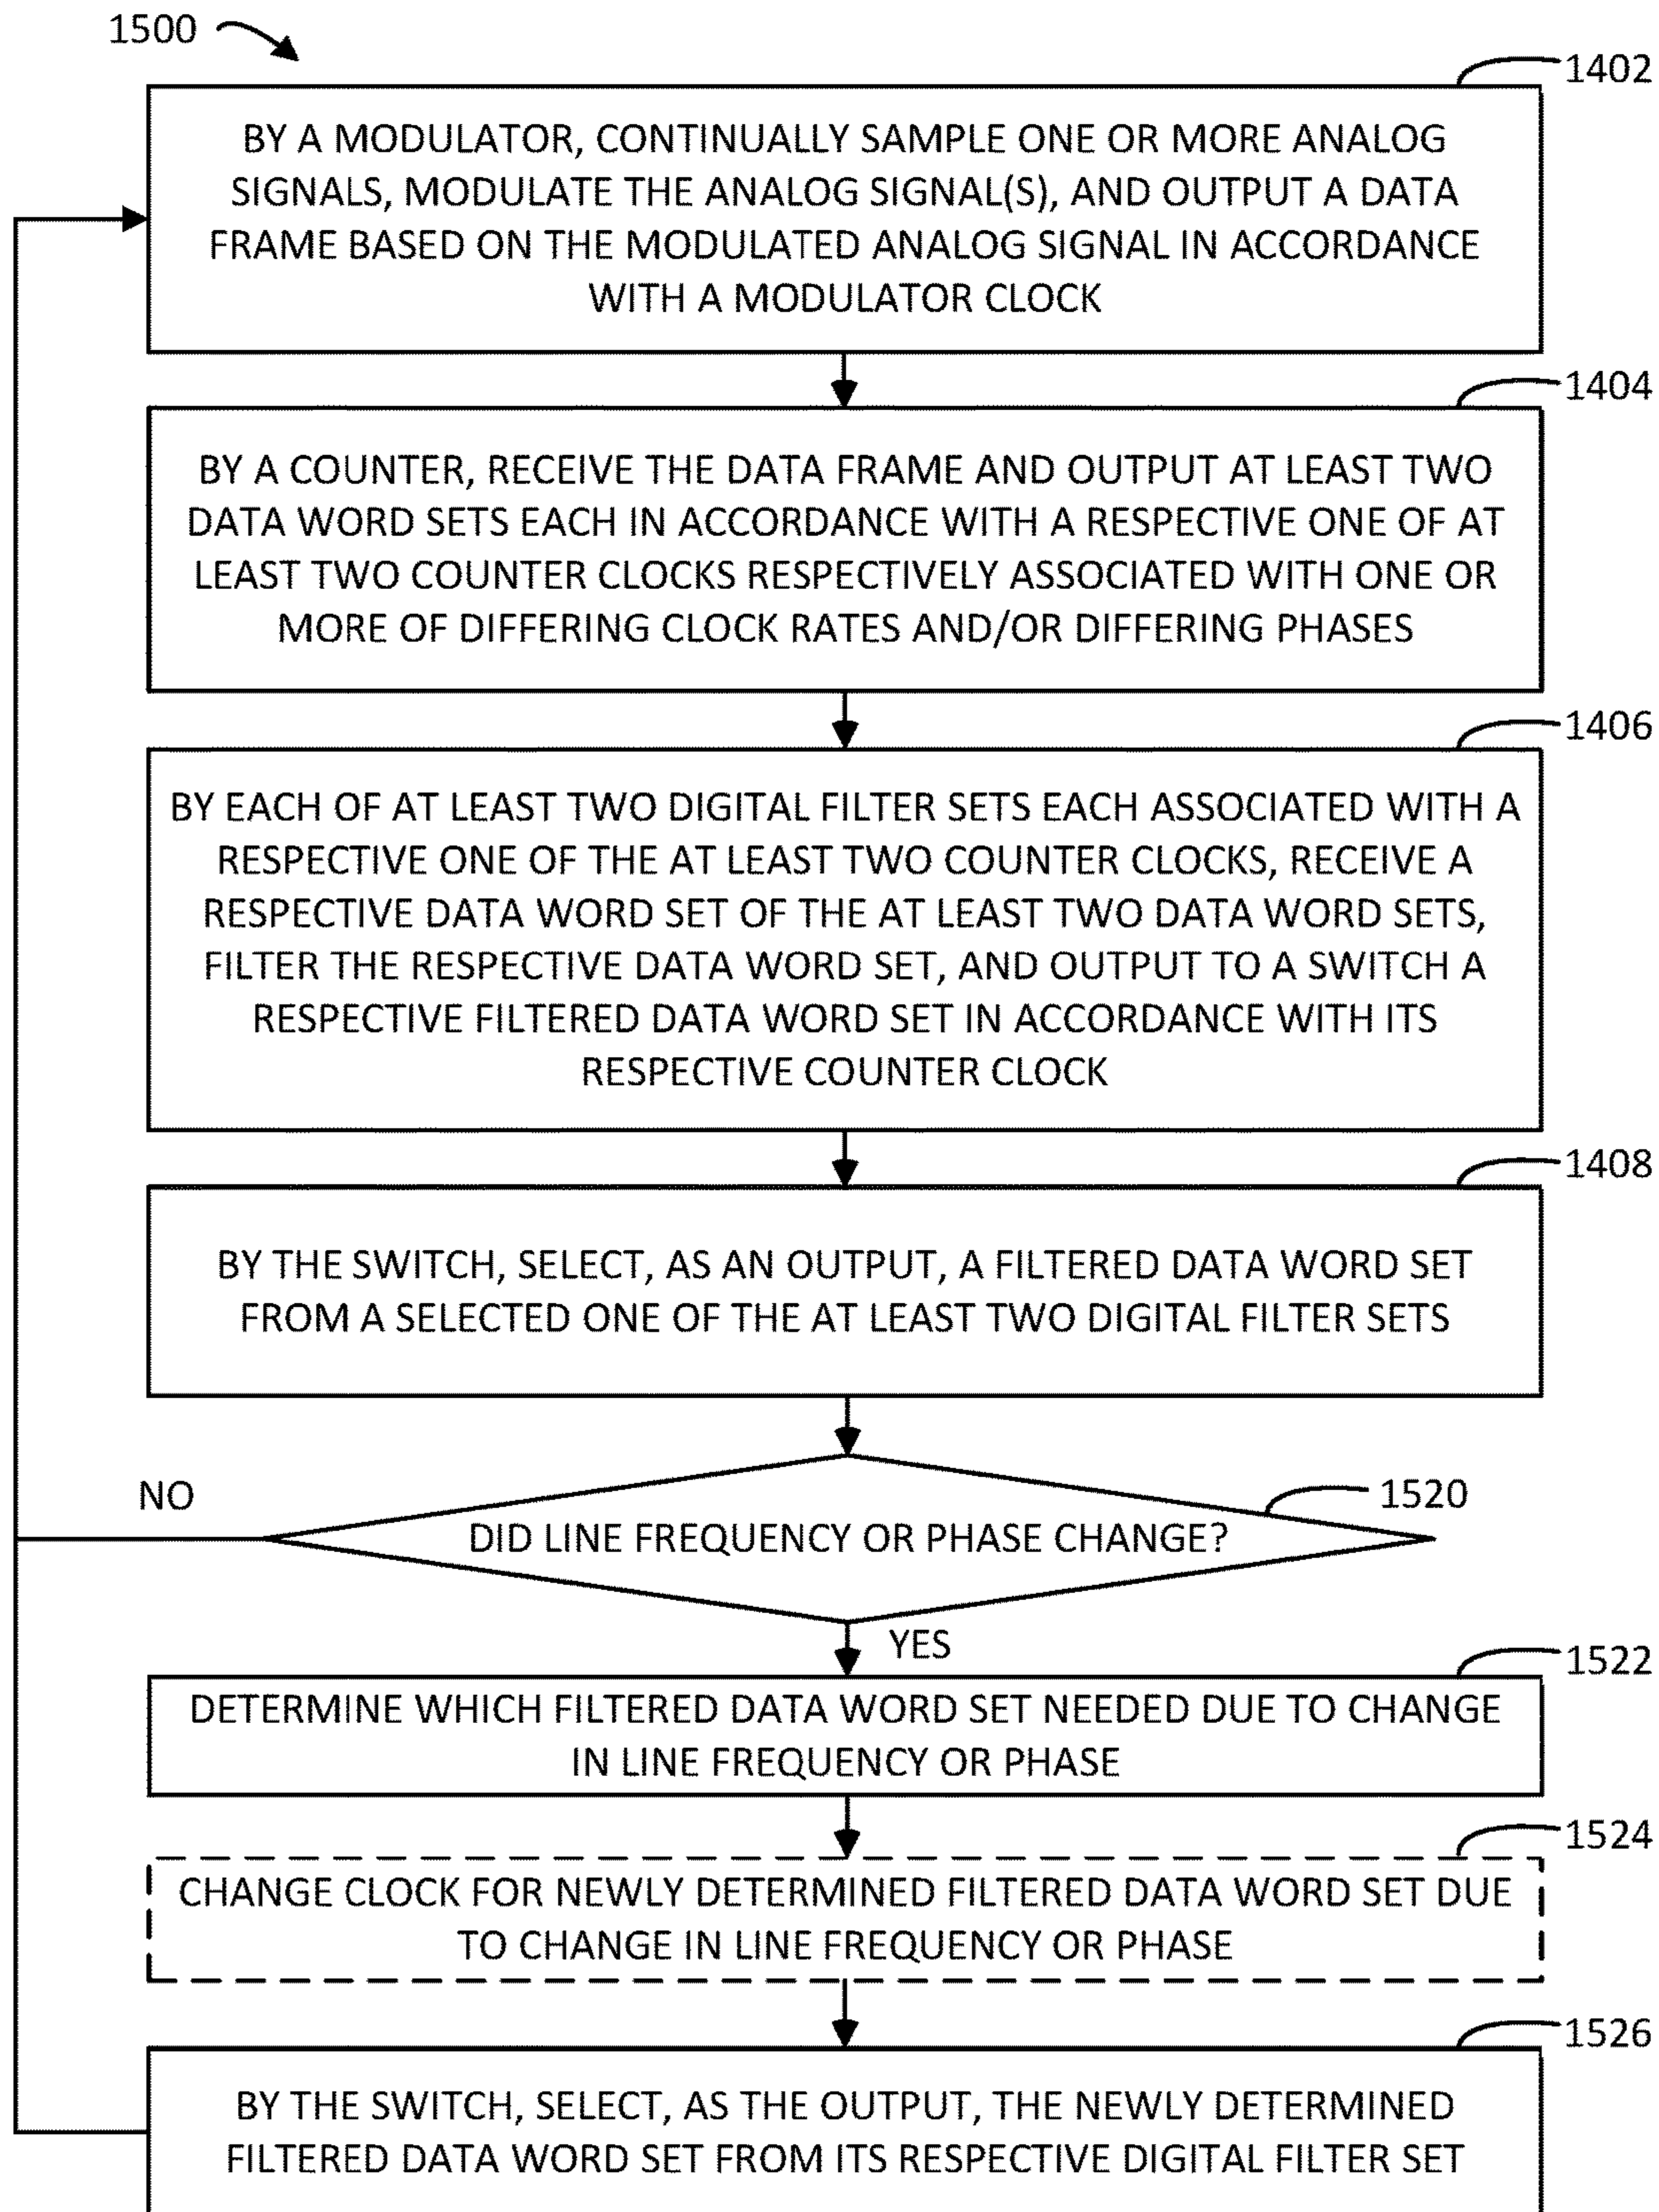 1500
1402
BY A MODULATOR, CONTINUALLY SAMPLE ONE OR MORE ANALOG
SIGNALS, MODULATE THE ANALOG SIGNAL(S), AND OUTPUT A DATA
FRAME BASED ON THE MODULATED ANALOG SIGNAL IN ACCORDANCE
WITH A MODULATOR CLOCK
1404
BY A COUNTER, RECEIVE THE DATA FRAME AND OUTPUT AT LEAST TWO
DATA WORD SETS EACH IN ACCORDANCE WITH A RESPECTIVE ONE OF AT
LEAST TWO COUNTER CLOCKS RESPECTIVELY ASSOCIATED WITH ONE OR
MORE OF DIFFERING CLOCK RATES AND/OR DIFFERING PHASES
1406
BY EACH OF AT LEAST TWO DIGITAL FILTER SETS EACH ASSOCIATED WITH A
RESPECTIVE ONE OF THE AT LEAST TWO COUNTER CLOCKS, RECEIVE A
RESPECTIVE DATA WORD SET OF THE AT LEAST TWO DATA WORD SETS,
FILTER THE RESPECTIVE DATA WORD SET, AND OUTPUT TO A SWITCH A
RESPECTIVE FILTERED DATA WORD SET IN ACCORDANCE WITH ITS
RESPECTIVE COUNTER CLOCK
1408
BY THE SWITCH, SELECT, AS AN OUTPUT, A FILTERED DATA WORD SET
FROM A SELECTED ONE OF THE AT LEAST TWO DIGITAL FILTER SETS
NO
1520
DID LINE FREQUENCY OR PHASE CHANGE?
YES
1522
DETERMINE WHICH FILTERED DATA WORD SET NEEDED DUE TO CHANGE
IN LINE FREQUENCY OR PHASE
1524
CHANGE CLOCK FOR NEWLY DETERMINED FILTERED DATA WORD SET DUE
TO CHANGE IN LINE FREQUENCY OR PHASE
1526
BY THE SWITCH, SELECT, AS THE OUTPUT, THE NEWLY DETERMINED
FILTERED DATA WORD SET FROM ITS RESPECTIVE DIGITAL FILTER SET